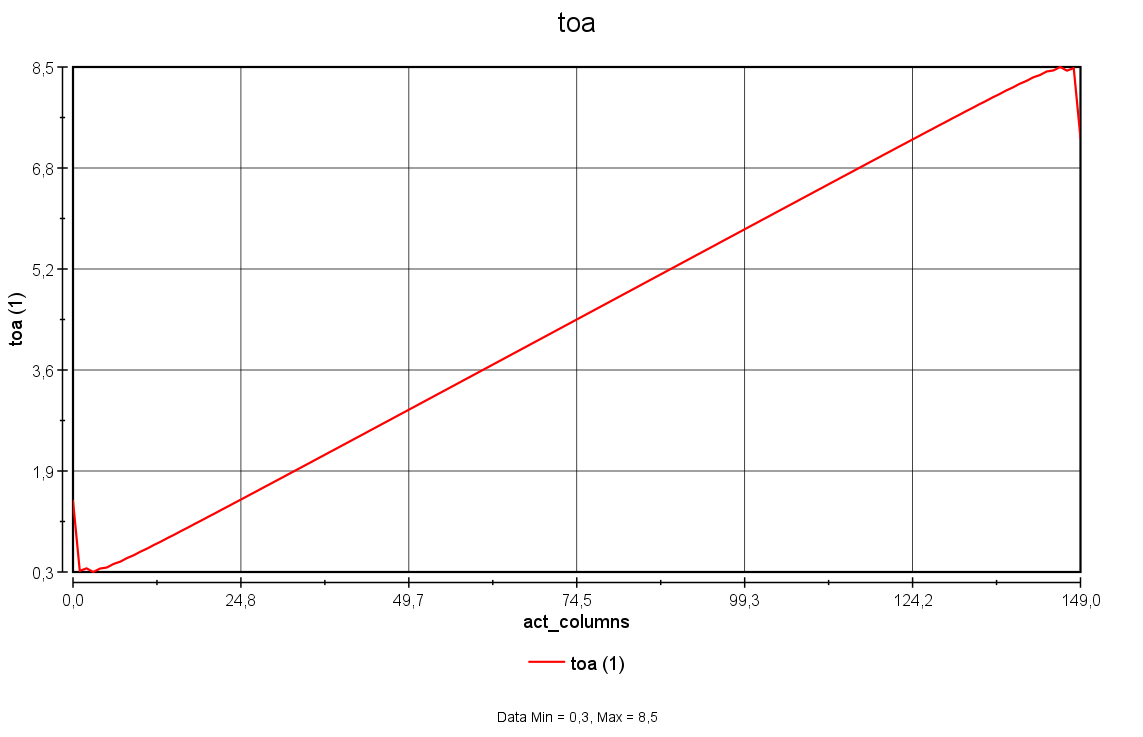 toa
8,5
6,8
5,2
3,6
1,9
0,3
toa (1)
0,0 24,8 49,7 74,5 99,3 124,2 149,0
act_columns
toa (1)
Data Min = 0,3, Max = 8,5